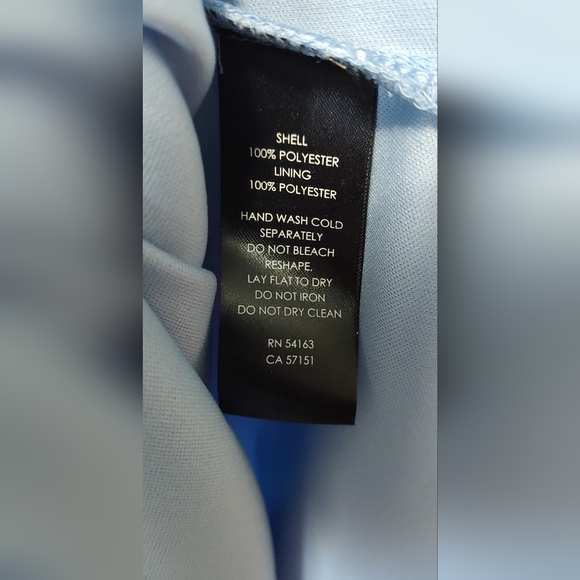 SHELL
100% POLYESTER
LINING
100% POLYESTER
HAND WASH COLD
SEPARATELY
DO NOT BLEACH
RESHAPE,
LAY FLAT TO DRY
DO NOT IRON
DO NOT DRY CLEAN
RN 54163
CA 57151